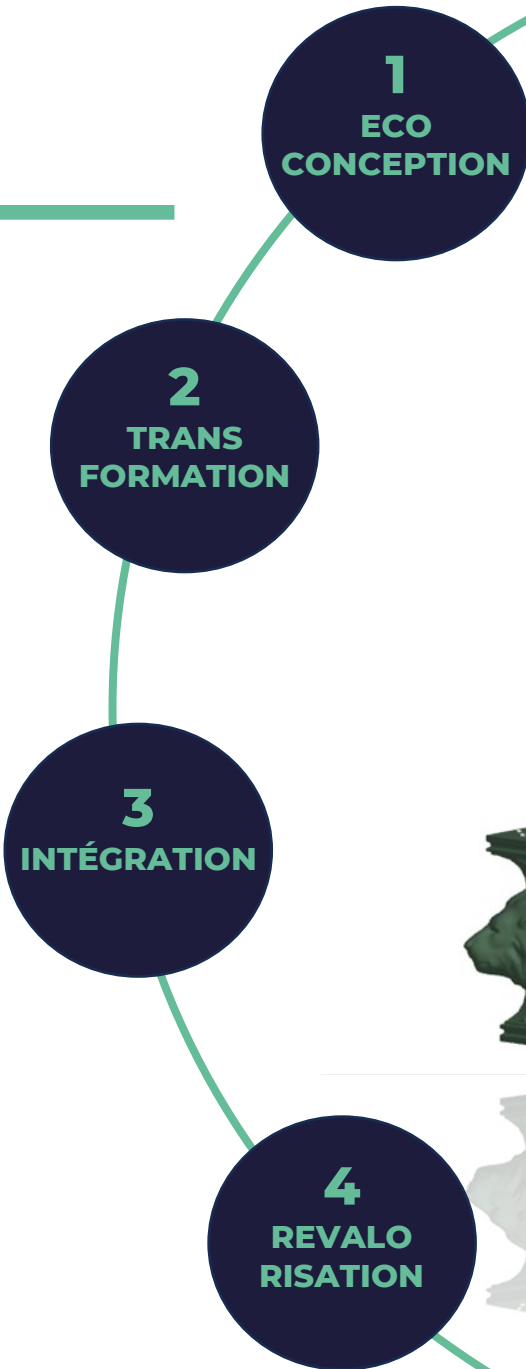 1
ECO
CONCEPTION
2
TRANS
FORMATION
3
INTÉGRATION
4
REVALO
RISATION